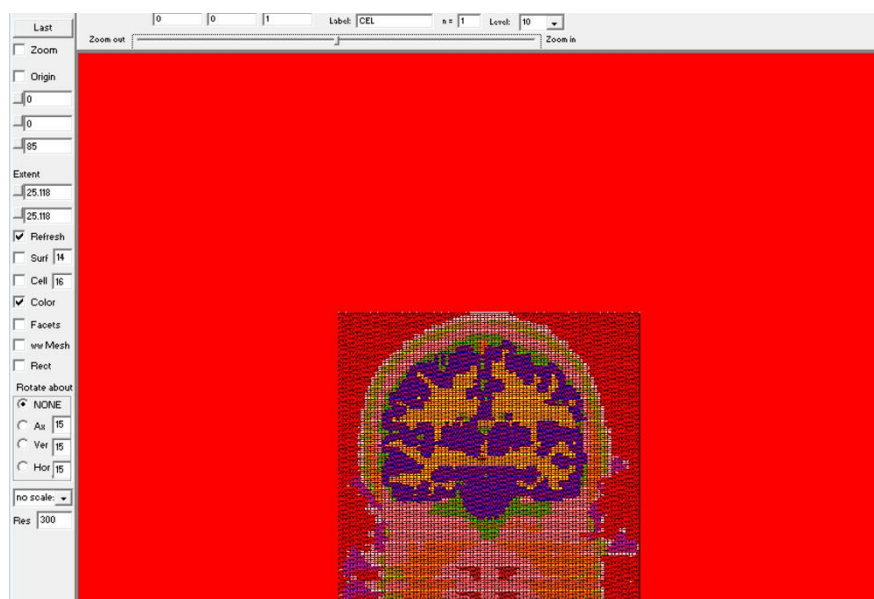 Last
0 0 1 Label: CEL n = 1 Level: 10
Zoom out Zoom in
Zoom
Origin
0
0
85
Extent
25.118
25.118
Refresh
Surf 14
Cell 16
Color
Facets
ww Mesh
Rect
Rotate about
NONE
Ax 15
Ver 15
Hor 15
no scale:
Res 300